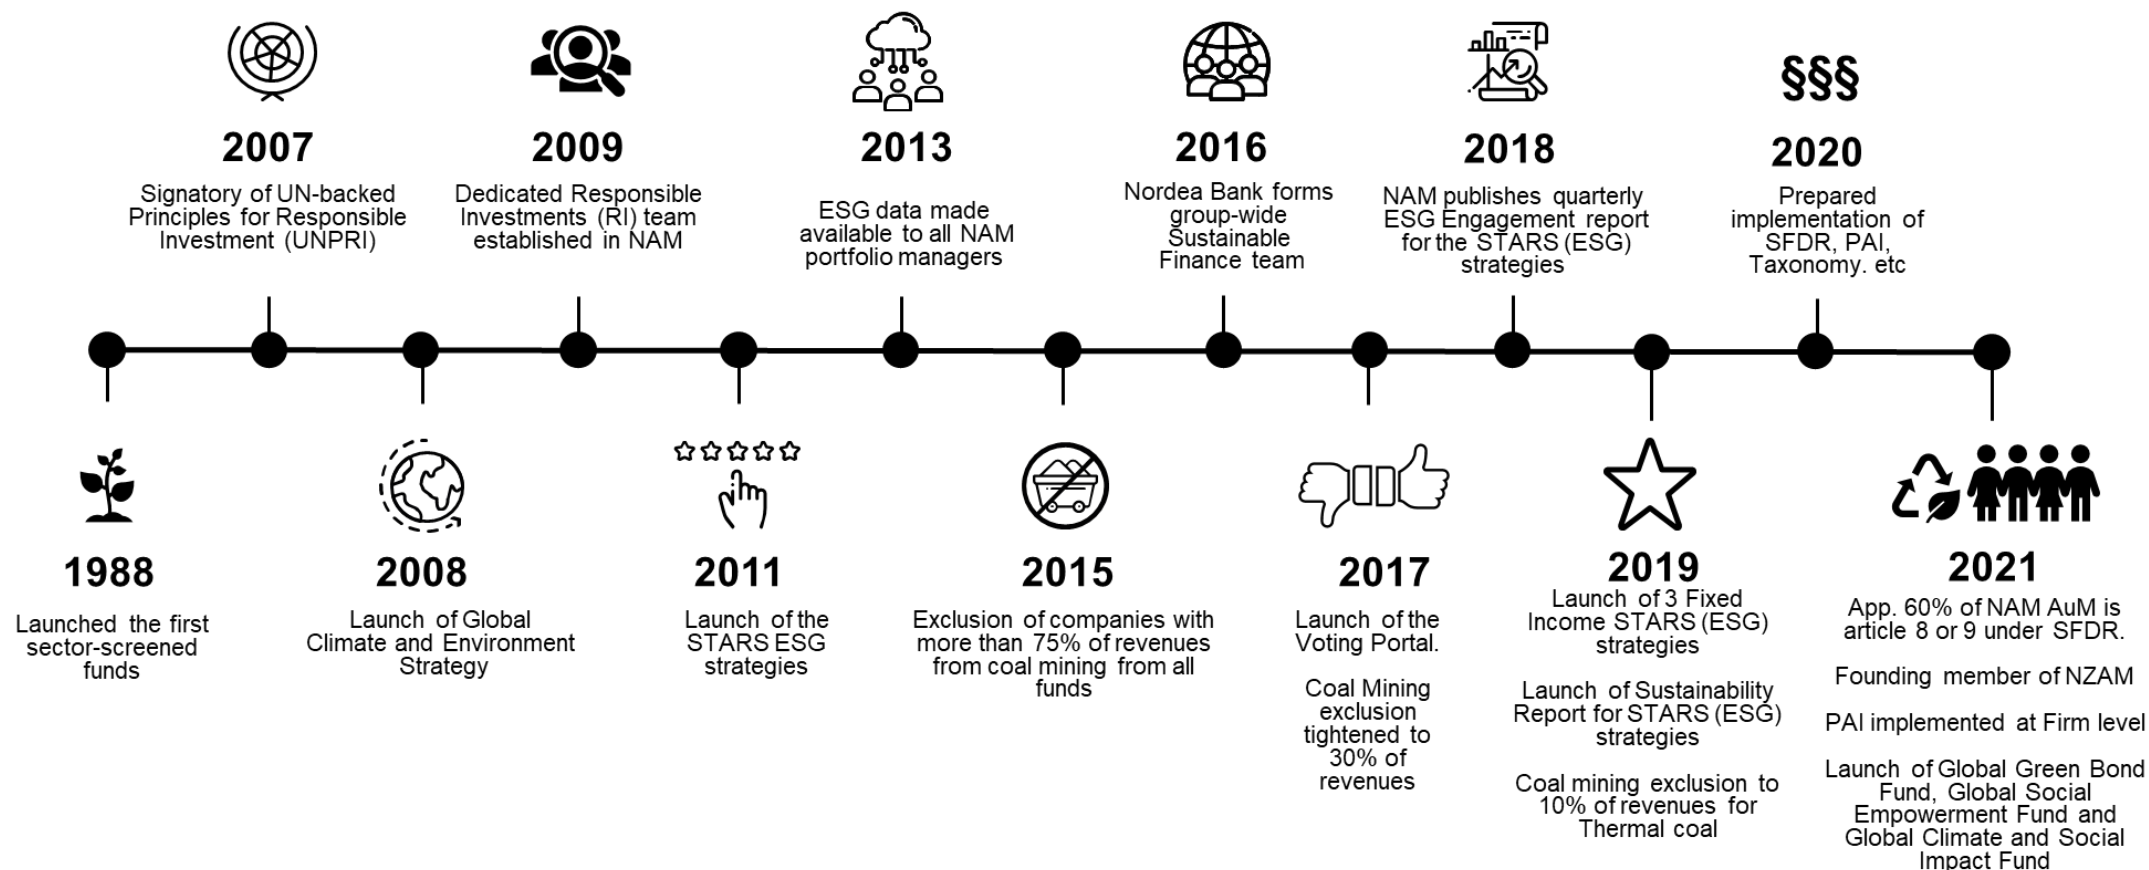 §§§
2007
Signatory of UN-backed
Principles for Responsible
Investment (UNPRI)
2009
Dedicated Responsible
Investments (RI) team
established in NAM
2013
ESG data made
available to all NAM
portfolio managers
2016
Nordea Bank forms
group-wide
Sustainable
Finance team
2018
NAM publishes quarterly
ESG Engagement report
for the STARS (ESG)
strategies
2020
Prepared
implementation of
SFDR, PAI,
Taxonomy. etc
1988
Launched the first
sector-screened
funds
2008
Launch of Global
Climate and Environment
Strategy
2011
Launch of the
STARS ESG
strategies
2015
Exclusion of companies with
more than 75% of revenues
from coal mining from all
funds
2017
Launch of the
Voting Portal.
Coal Mining
exclusion
tightened to
30% of
revenues
2019
Launch of 3 Fixed
Income STARS (ESG)
strategies
Launch of Sustainability
Report for STARS (ESG)
strategies
Coal mining exclusion to
10% of revenues for
Thermal coal
2021
App. 60% of NAM AuM is
article 8 or 9 under SFDR.
Founding member of NZAM
PAI implemented at Firm level
Launch of Global Green Bond
Fund, Global Social
Empowerment Fund and
Global Climate and Social
Impact Fund